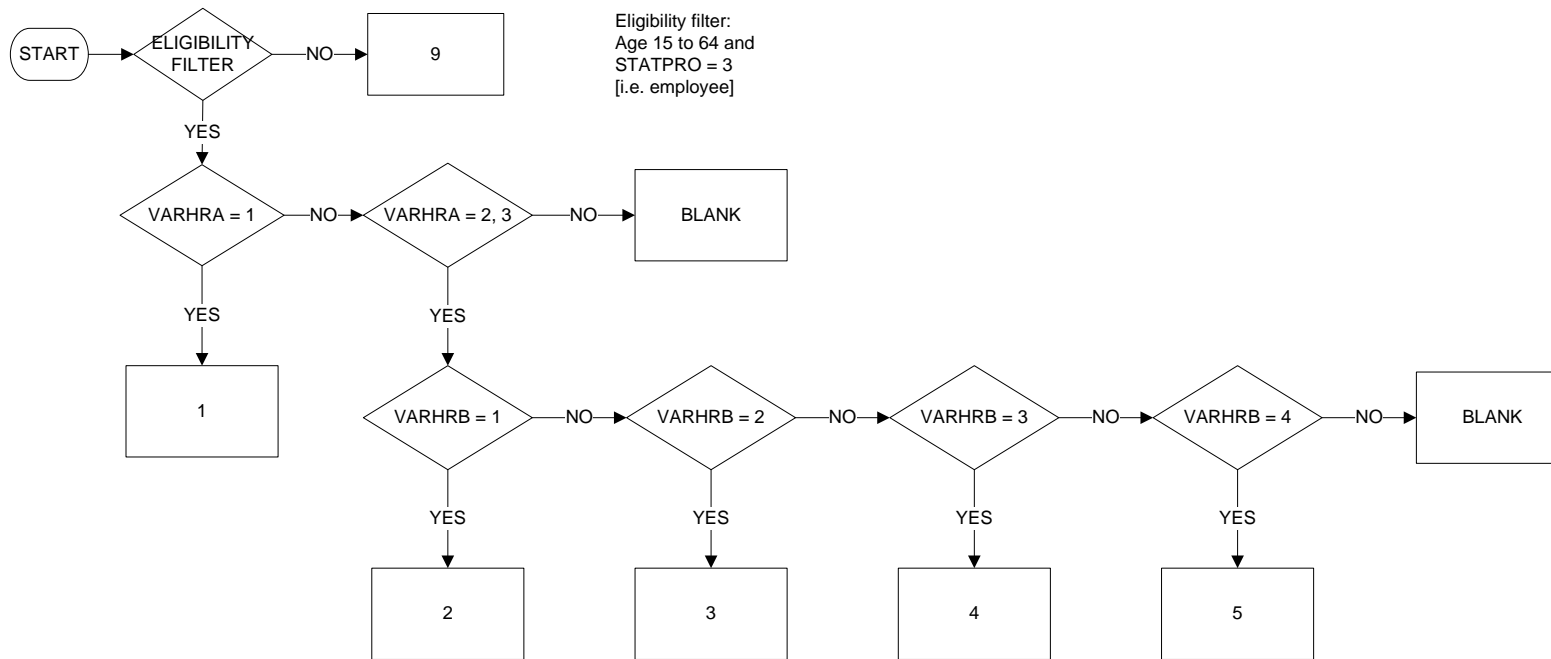 START
ELIGIBILITY
FILTER
NO
9
Eligibility filter:
Age 15 to 64 and
STATPRO = 3
[i.e. employee]
YES
VARHRA = 1
NO
VARHRA = 2, 3
NO
BLANK
YES
YES
1
VARHRB = 1
NO
VARHRB = 2
NO
VARHRB = 3
NO
VARHRB = 4
NO
BLANK
YES
YES
YES
YES
2
3
4
5